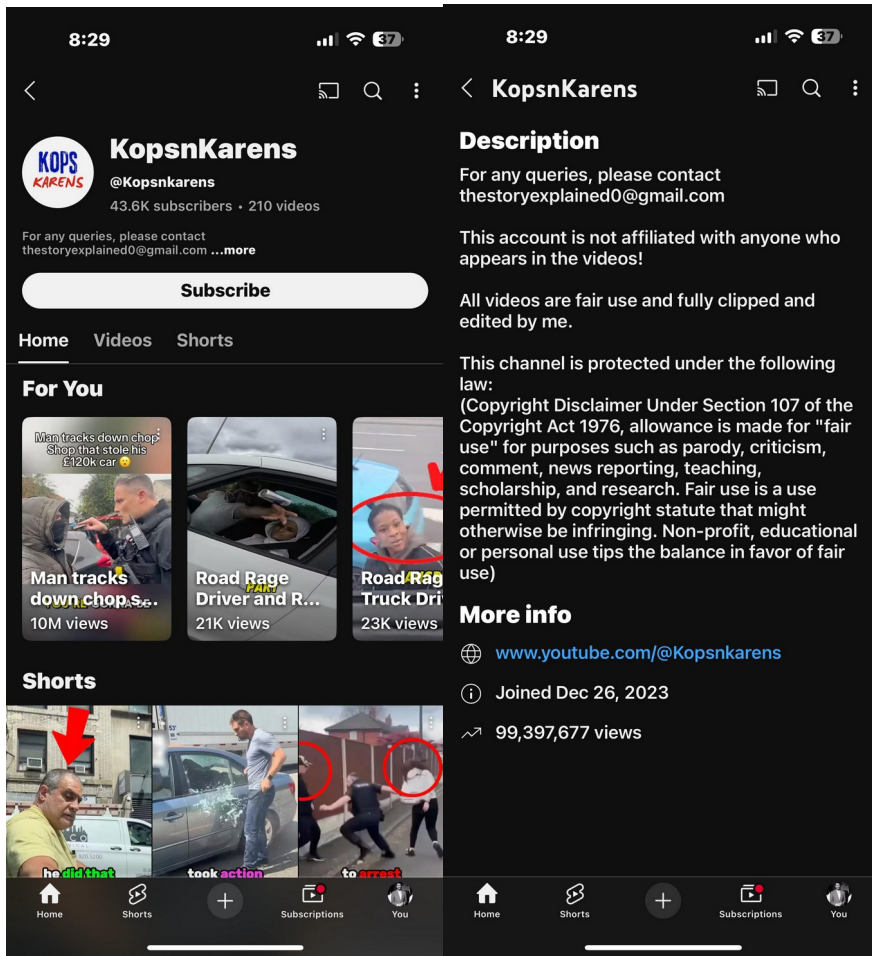 8:29
37
KOPS
KARENS
KopsnKarens
@Kopsnkarens
43.6K subscribers • 210 videos
For any queries, please contact
thestoryexplained0@gmail.com ...more
Subscribe
Home Videos Shorts
For You
Man tracks down chop
Shop that stole his
£120k car 😮
Man tracks
down chop s...
10M views
PART
Road Rage
Driver and R...
21K views
Road Rag
Truck Dri
23K views
Shorts
he did that
took action
to arrest
Home
Shorts
Subscriptions
You
8:29
37
KopsnKarens
Description
For any queries, please contact
thestoryexplained0@gmail.com
This account is not affiliated with anyone who
appears in the videos!
All videos are fair use and fully clipped and
edited by me.
This channel is protected under the following
law:
(Copyright Disclaimer Under Section 107 of the
Copyright Act 1976, allowance is made for "fair
use" for purposes such as parody, criticism,
comment, news reporting, teaching,
scholarship, and research. Fair use is a use
permitted by copyright statute that might
otherwise be infringing. Non-profit, educational
or personal use tips the balance in favor of fair
use)
More info
www.youtube.com/@Kopsnkarens
Joined Dec 26, 2023
99,397,677 views
Home
Shorts
Subscriptions
You